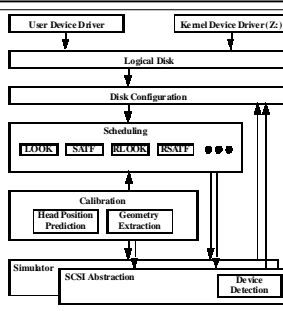 User Device Driver
Kernel Device Driver (Z:)
Logical Disk
Disk Configuration
Scheduling
LOOK
SATF
RLOOK
RSATF
Calibration
Head Position
Prediction
Geometry
Extraction
Simulator
SCSI Abstraction
Device
Detection